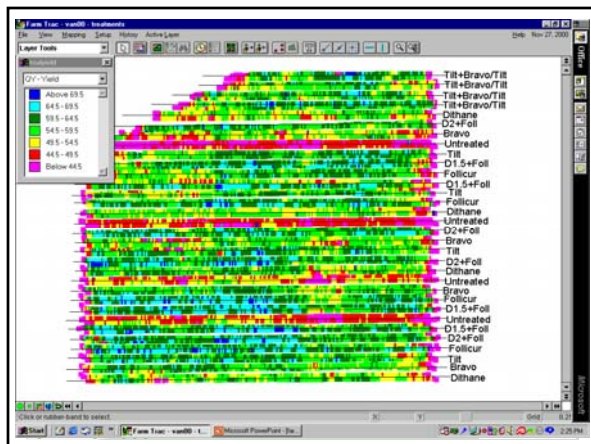 Farm Trac - van00 - treatments
File View Mapping Setup History Active Layer Help Nov 27, 2000
Layer Tools
QY-Yield
Above 69.5
64.5 - 69.5
59.5 - 64.5
54.5 - 59.5
49.5 - 54.5
44.5 - 49.5
Below 44.5
Tilt+Bravo/Tilt
Tilt+Bravo/Tilt
Tilt+Bravo/Tilt
Tilt+Bravo/Tilt
Dithane
D2+Foll
Bravo
Untreated
Tilt
D1.5+Foll
Follicur
D1.5+Foll
Tilt
Follicur
Dithane
Untreated
D2+Foll
Bravo
Tilt
D2+Foll
Dithane
Untreated
Bravo
Follicur
D1.5+Foll
Untreated
D1.5+Foll
D2+Foll
Follicur
Tilt
Bravo
Dithane
Office
Microsoft
Click or rubber-band to select. X: Y: Grid
Start Farm Trac - van00 - t... Microsoft PowerPoint - 2:25 PM